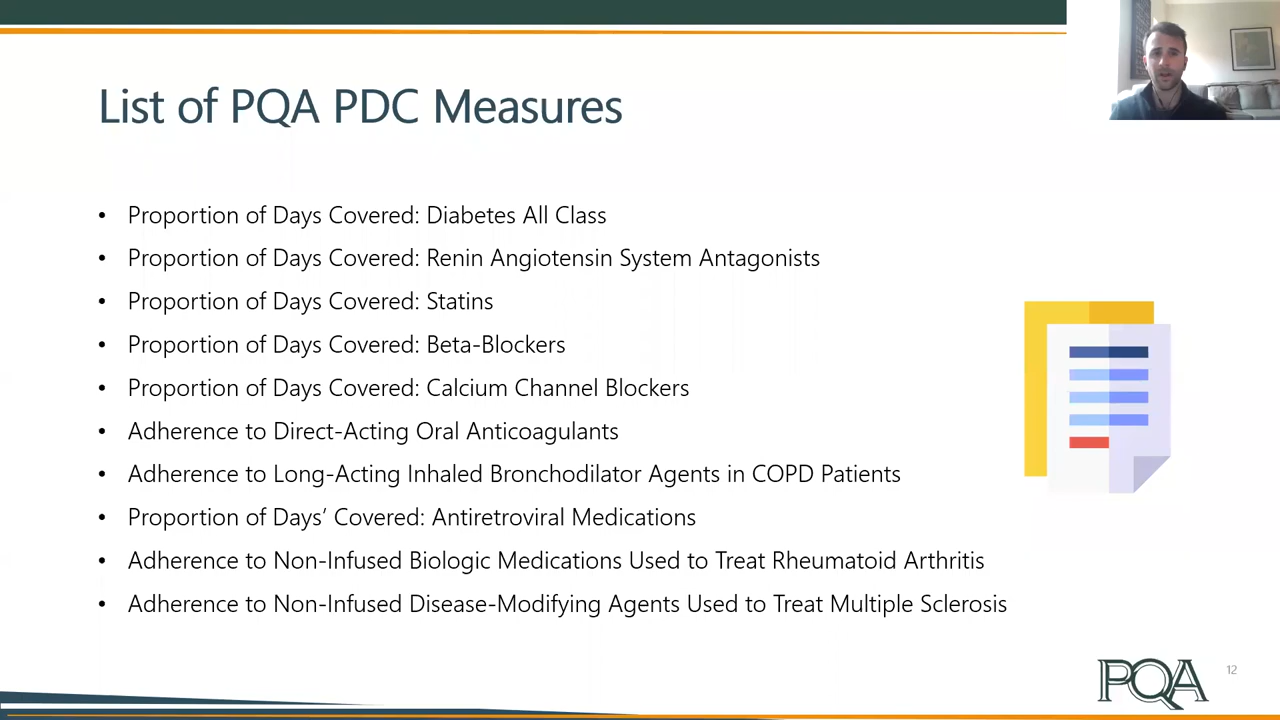 List of PQA PDC Measures
• Proportion of Days Covered: Diabetes All Class
• Proportion of Days Covered: Renin Angiotensin System Antagonists
• Proportion of Days Covered: Statins
• Proportion of Days Covered: Beta-Blockers
• Proportion of Days Covered: Calcium Channel Blockers
• Adherence to Direct-Acting Oral Anticoagulants
• Adherence to Long-Acting Inhaled Bronchodilator Agents in COPD Patients
• Proportion of Days‘ Covered: Antiretroviral Medications
• Adherence to Non-Infused Biologic Medications Used to Treat Rheumatoid Arthritis
• Adherence to Non-Infused Disease-Modifying Agents Used to Treat Multiple Sclerosis
PQA
12